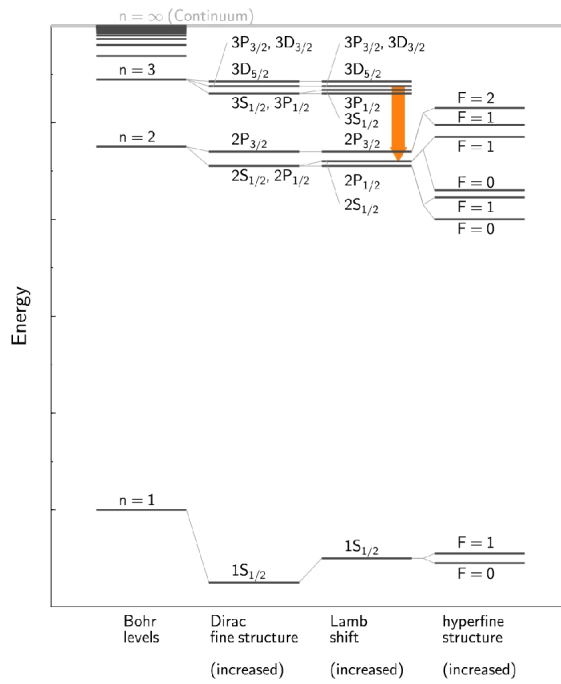 n = ∞ (Continuum)
n = 3
n = 2
n = 1
3P3/2, 3D3/2
3D5/2
3S1/2, 3P1/2
2P3/2
2S1/2, 2P1/2
1S1/2
3P3/2, 3D3/2
3D5/2
3P1/2
3S1/2
2P3/2
2P1/2
2S1/2
1S1/2
F = 2
F = 1
F = 1
F = 0
F = 1
F = 0
F = 1
F = 0
Energy
Bohr
levels
Dirac
fine structure
(increased)
Lamb
shift
(increased)
hyperfine
structure
(increased)